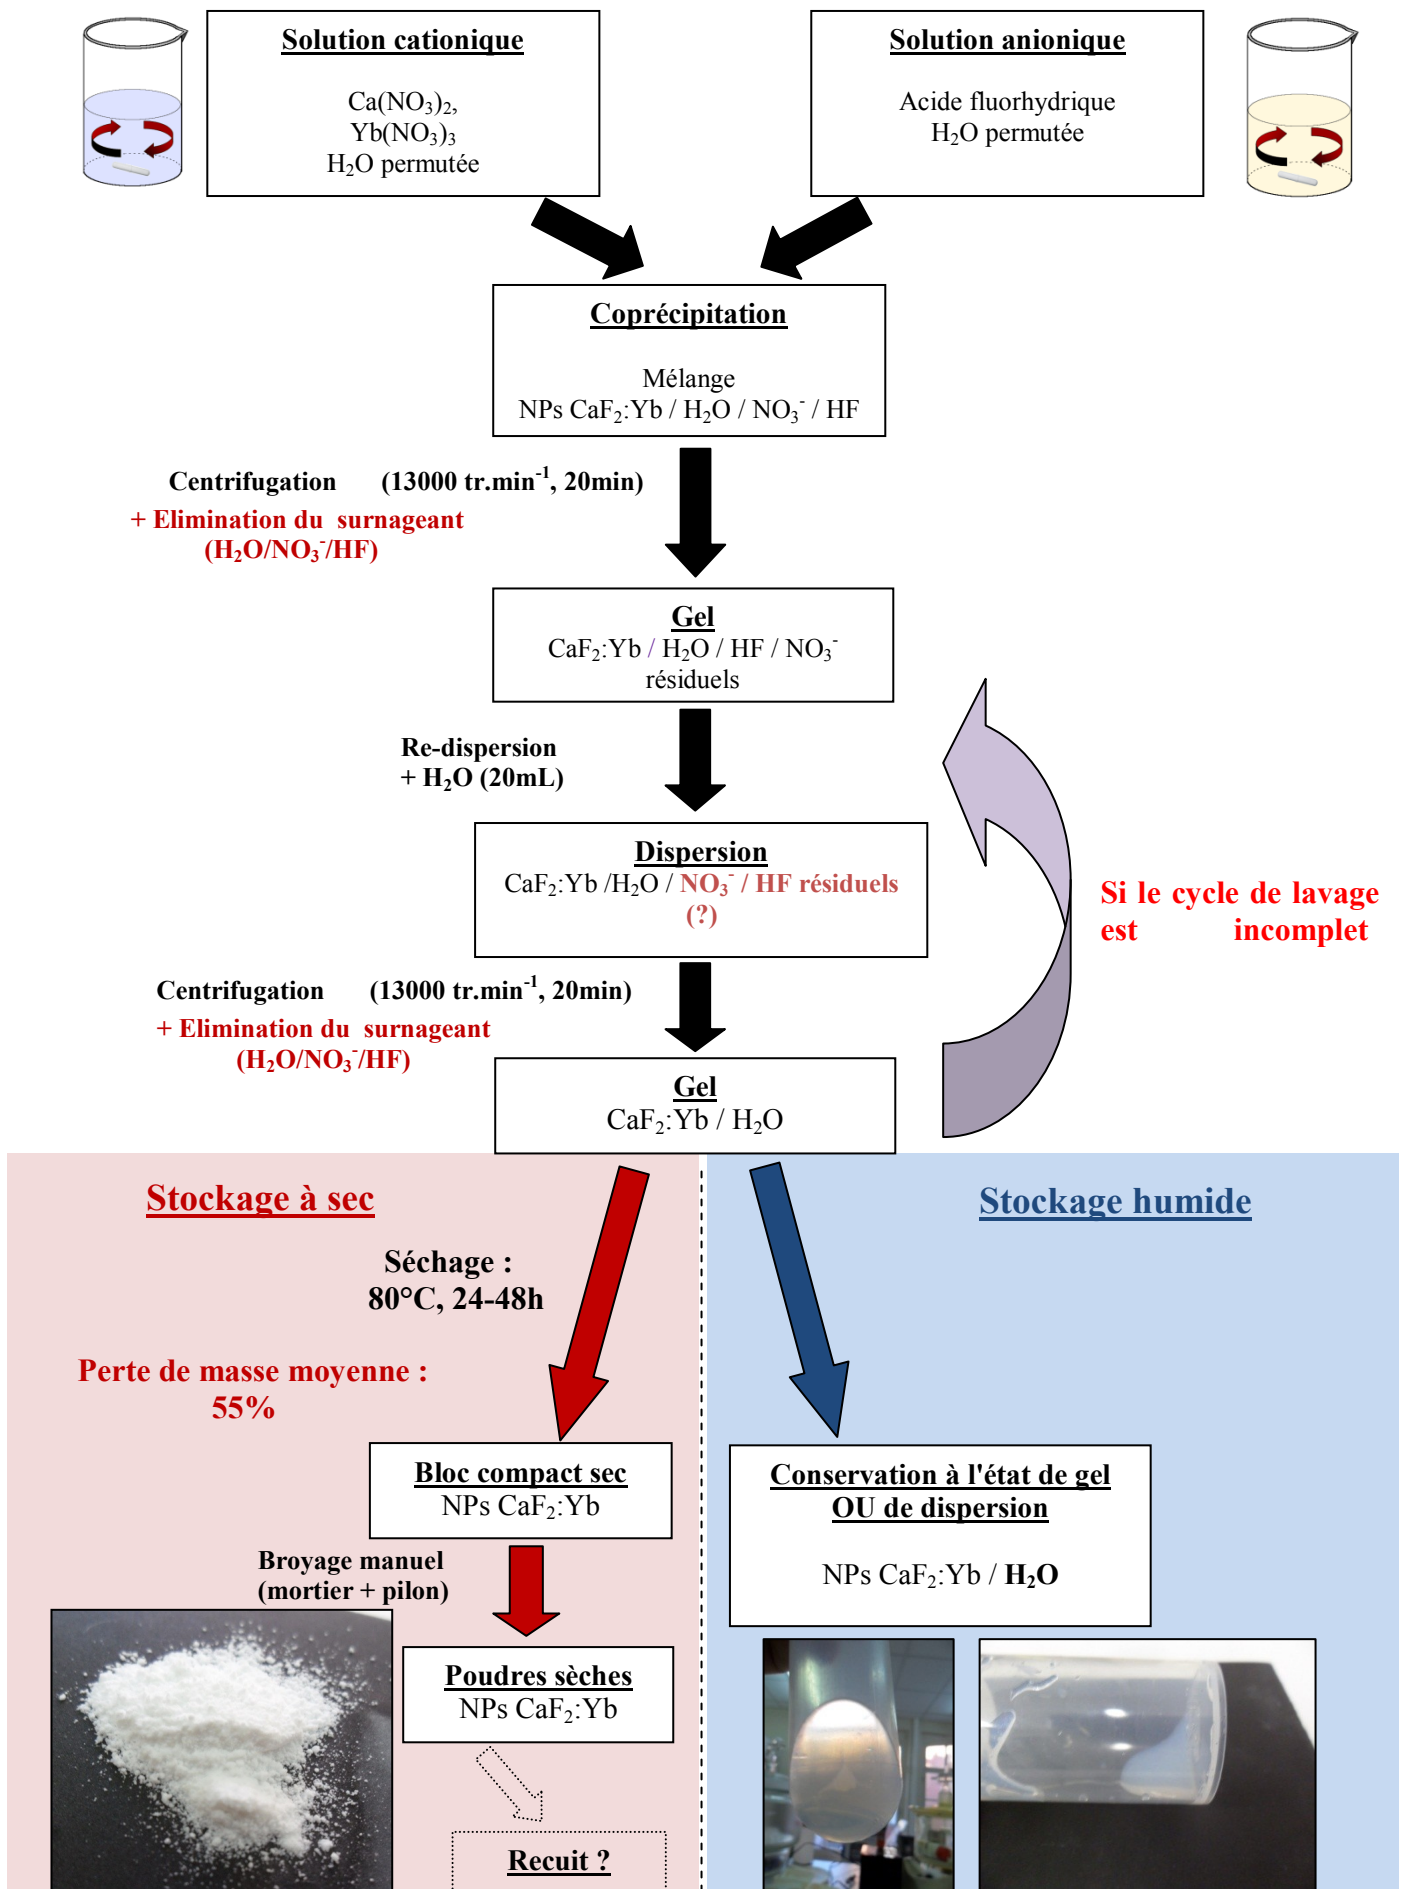 Solution cationique
Ca(NO₃)₂,
Yb(NO₃)₃
H₂O permutée
Solution anionique
Acide fluorhydrique
H₂O permutée
Coprécipitation
Mélange
NPs CaF₂:Yb / H₂O / NO₃⁻ / HF
Centrifugation (13000 tr.min⁻¹, 20min)
+ Elimination du surnageant
(H₂O/NO₃⁻/HF)
Gel
CaF₂:Yb / H₂O / HF / NO₃⁻
résiduels
Re-dispersion
+ H₂O (20mL)
Dispersion
CaF₂:Yb /H₂O / NO₃⁻ / HF résiduels
(?)
Si le cycle de lavage
est incomplet
Centrifugation (13000 tr.min⁻¹, 20min)
+ Elimination du surnageant
(H₂O/NO₃⁻/HF)
Gel
CaF₂:Yb / H₂O
Stockage à sec
Séchage :
80°C, 24-48h
Perte de masse moyenne :
55%
Bloc compact sec
NPs CaF₂:Yb
Broyage manuel
(mortier + pilon)
Poudres sèches
NPs CaF₂:Yb
Recuit ?
Stockage humide
Conservation à l'état de gel
OU de dispersion
NPs CaF₂:Yb / H₂O